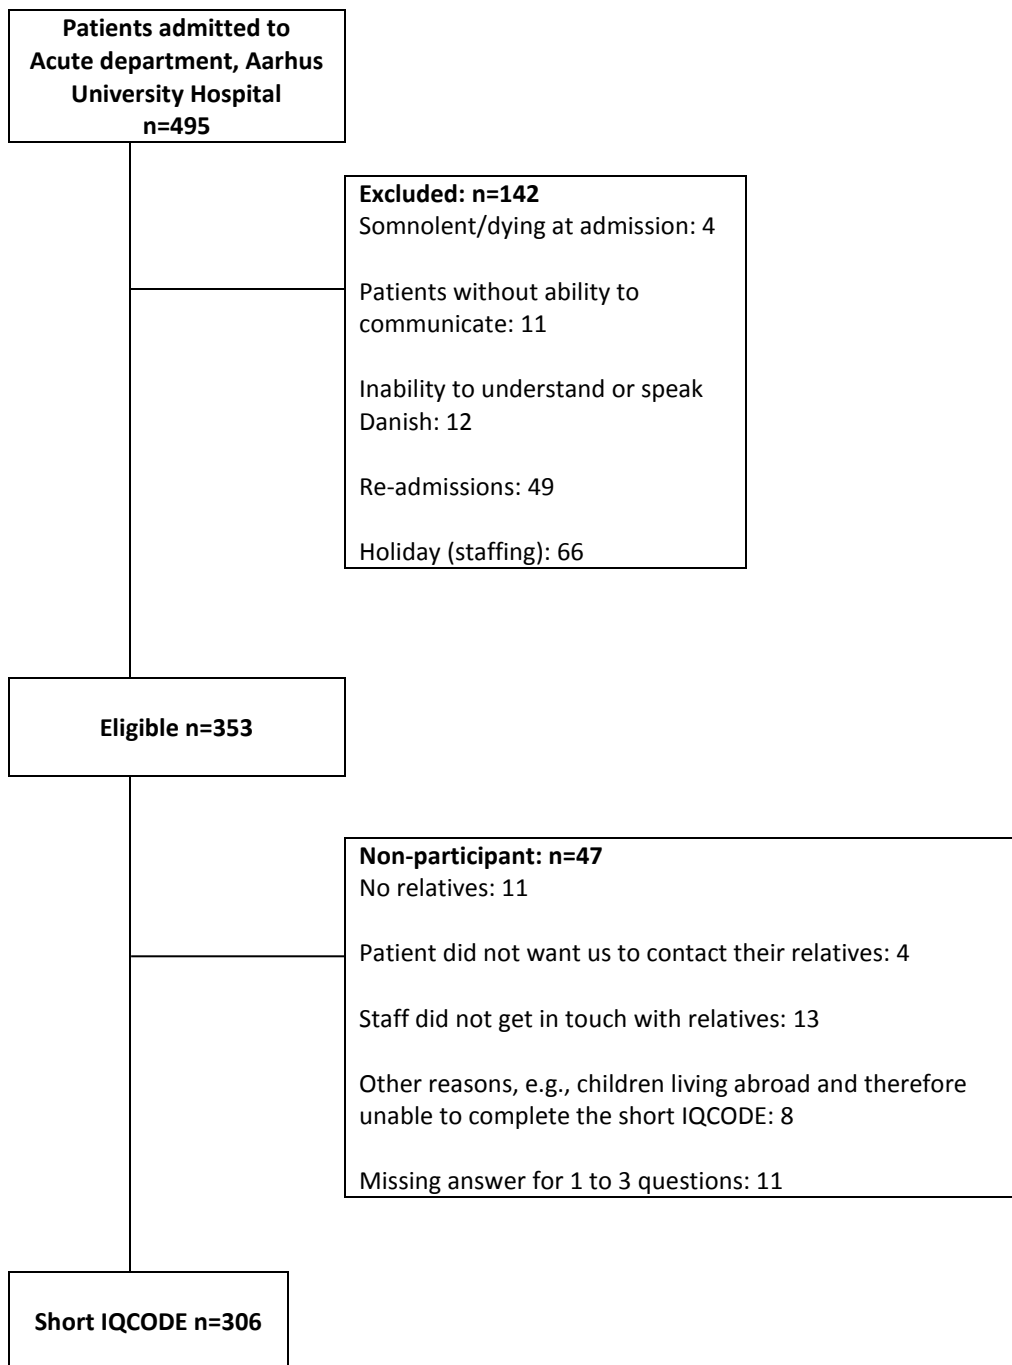 Patients admitted to
Acute department, Aarhus
University Hospital
n=495
Excluded: n=142
Somnolent/dying at admission: 4
Patients without ability to
communicate: 11
Inability to understand or speak
Danish: 12
Re-admissions: 49
Holiday (staffing): 66
Eligible n=353
Non-participant: n=47
No relatives: 11
Patient did not want us to contact their relatives: 4
Staff did not get in touch with relatives: 13
Other reasons, e.g., children living abroad and therefore
unable to complete the short IQCODE: 8
Missing answer for 1 to 3 questions: 11
Short IQCODE n=306